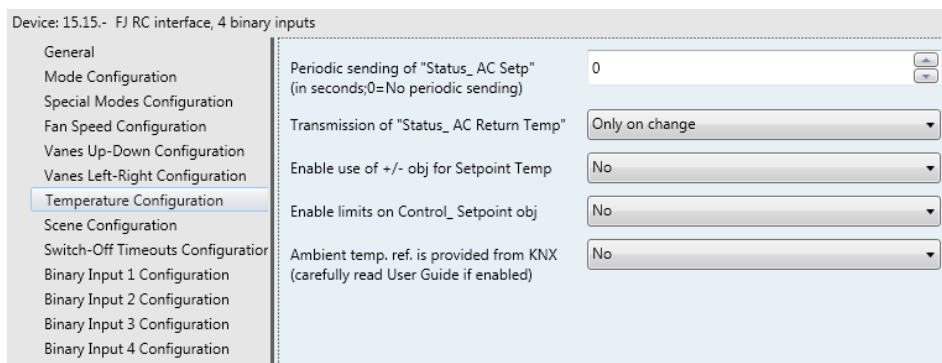 Device: 15.15.-  FJ RC interface, 4 binary inputs
General
Mode Configuration
Special Modes Configuration
Fan Speed Configuration
Vanes Up-Down Configuration
Vanes Left-Right Configuration
Temperature Configuration
Scene Configuration
Switch-Off Timeouts Configuration
Binary Input 1 Configuration
Binary Input 2 Configuration
Binary Input 3 Configuration
Binary Input 4 Configuration
Periodic sending of "Status_ AC Setp"
(in seconds;0=No periodic sending)
0
Transmission of "Status_ AC Return Temp"
Only on change
Enable use of +/- obj for Setpoint Temp
No
Enable limits on Control_ Setpoint obj
No
Ambient temp. ref. is provided from KNX
(carefully read User Guide if enabled)
No